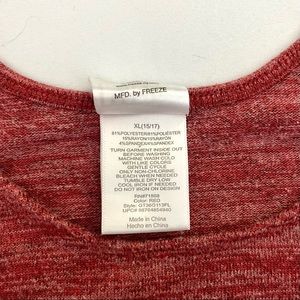 MFD. by FREEZE
XL(15/17)
81%POLYESTER/81%POLIESTER
15%RAYON/15%RAYON
4%SPANDEX/4%SPANDEX
TURN GARMENT INSIDE OUT
BEFORE WASHING
MACHINE WASH COLD
WITH LIKE COLORS
GENTLE CYCLE
ONLY NON-CHLORINE
BLEACH WHEN NEEDED
TUMBLE DRY LOW
COOL IRON IF NEEDED
DO NOT IRON PRINT
Color: RED
Made in China
Hecho en China